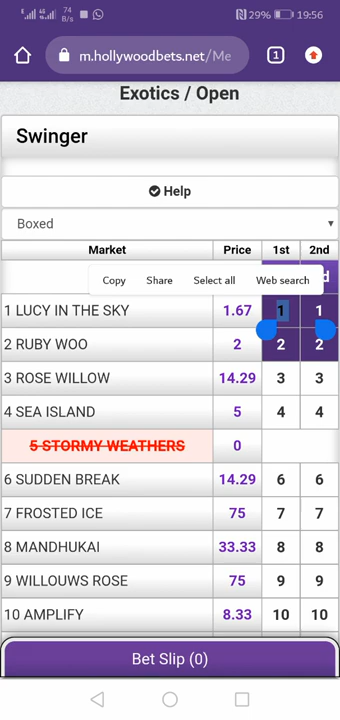 74
B/s
29% 19:56
m.hollywoodbets.net/Me
1
Exotics / Open
Swinger
Help
Boxed
Market Price 1st 2nd
Copy Share Select all Web search
1 LUCY IN THE SKY 1.67 1 1
2 RUBY WOO 2 2 2
3 ROSE WILLOW 14.29 3 3
4 SEA ISLAND 5 4 4
5 STORMY WEATHERS 0
6 SUDDEN BREAK 14.29 6 6
7 FROSTED ICE 75 7 7
8 MANDHUKAI 33.33 8 8
9 WILLOUWS ROSE 75 9 9
10 AMPLIFY 8.33 10 10
Bet Slip (0)